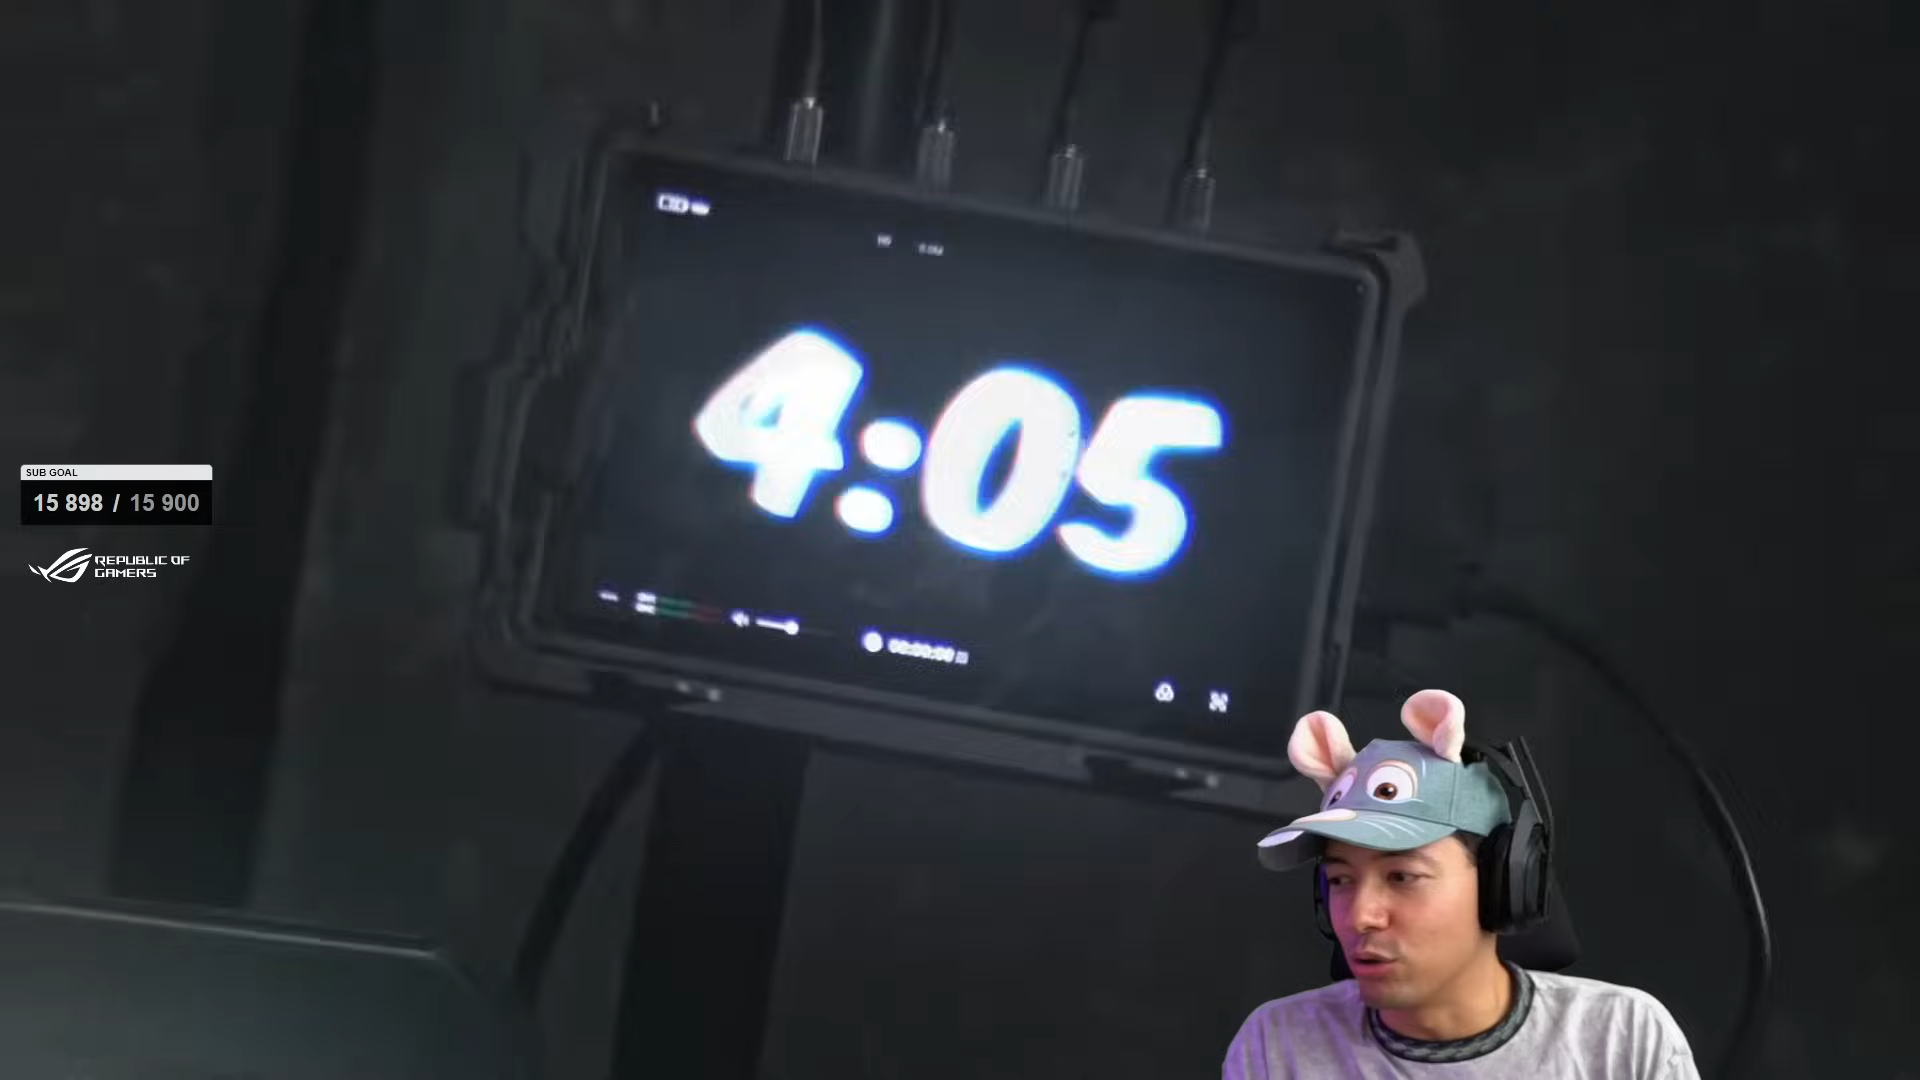 4:05
SUB GOAL
15 898 / 15 900
REPUBLIC OF
GAMERS